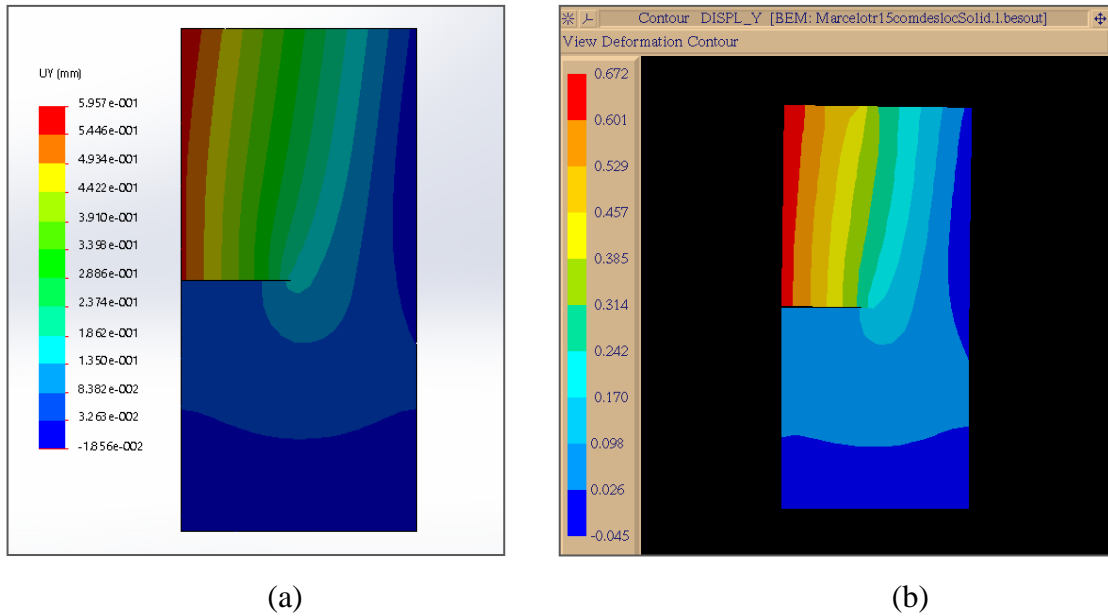 UY (mm)
5.957e-001
5.446e-001
4.934e-001
4.422e-001
3.910e-001
3.398e-001
2.886e-001
2.374e-001
1.862e-001
1.350e-001
8.382e-002
3.263e-002
-1.856e-002
(a)
Contour DISPL_Y [BEM: Marcelotr15comdeslocSolid.1.besout]
View Deformation Contour
0.672
0.601
0.529
0.457
0.385
0.314
0.242
0.170
0.098
0.026
-0.045
(b)